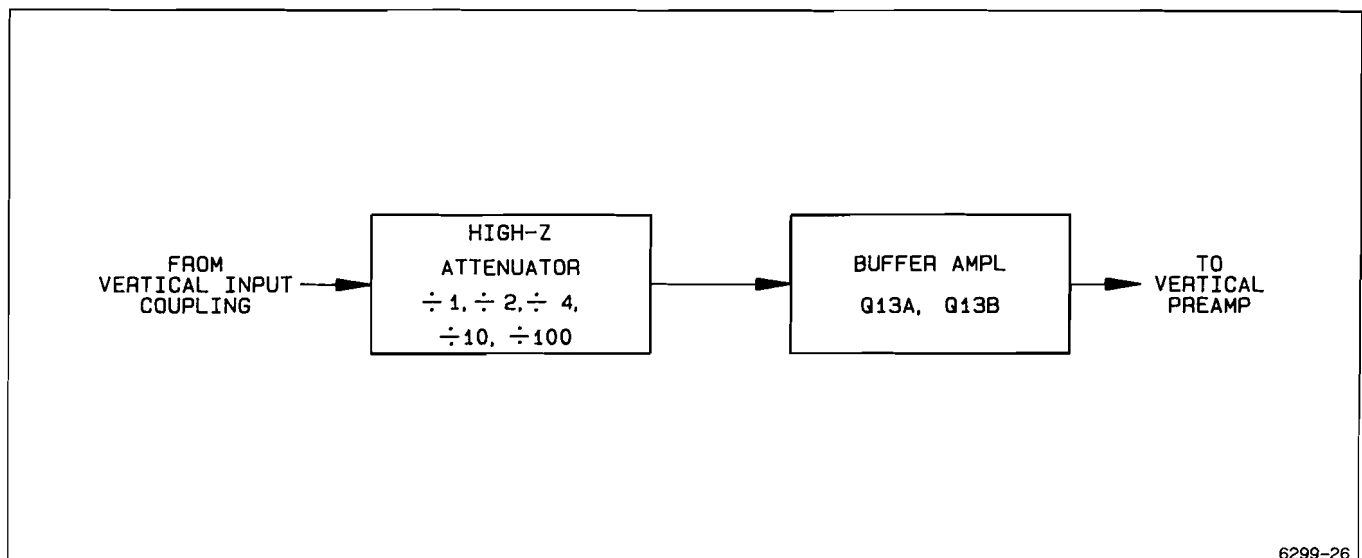 FROM
VERTICAL INPUT
COUPLING
HIGH-Z
ATTENUATOR
÷ 1, ÷ 2, ÷ 4,
÷10, ÷100
BUFFER AMPL
Q13A, Q13B
TO
VERTICAL
PREAMP
6299-26